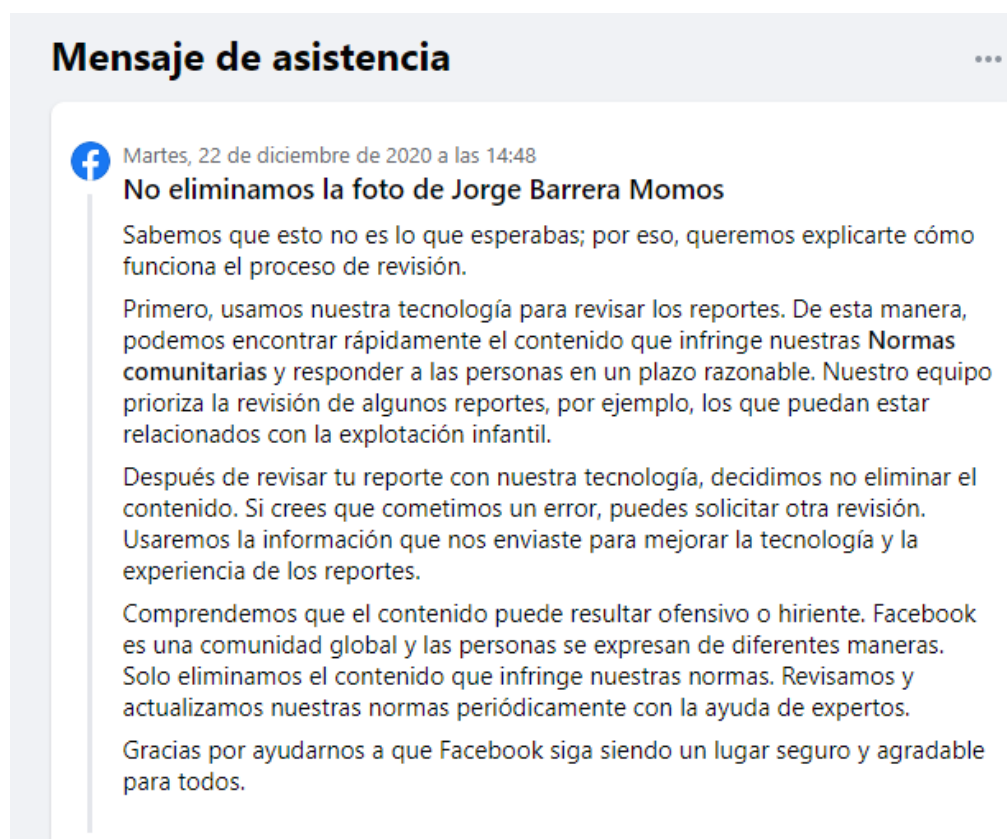 Mensaje de asistencia
Martes, 22 de diciembre de 2020 a las 14:48
No eliminamos la foto de Jorge Barrera Momos
Sabemos que esto no es lo que esperabas; por eso, queremos explicarte cómo
funciona el proceso de revisión.
Primero, usamos nuestra tecnología para revisar los reportes. De esta manera,
podemos encontrar rápidamente el contenido que infringe nuestras Normas
comunitarias y responder a las personas en un plazo razonable. Nuestro equipo
prioriza la revisión de algunos reportes, por ejemplo, los que puedan estar
relacionados con la explotación infantil.
Después de revisar tu reporte con nuestra tecnología, decidimos no eliminar el
contenido. Si crees que cometimos un error, puedes solicitar otra revisión.
Usaremos la información que nos enviaste para mejorar la tecnología y la
experiencia de los reportes.
Comprendemos que el contenido puede resultar ofensivo o hiriente. Facebook
es una comunidad global y las personas se expresan de diferentes maneras.
Solo eliminamos el contenido que infringe nuestras normas. Revisamos y
actualizamos nuestras normas periódicamente con la ayuda de expertos.
Gracias por ayudarnos a que Facebook siga siendo un lugar seguro y agradable
para todos.